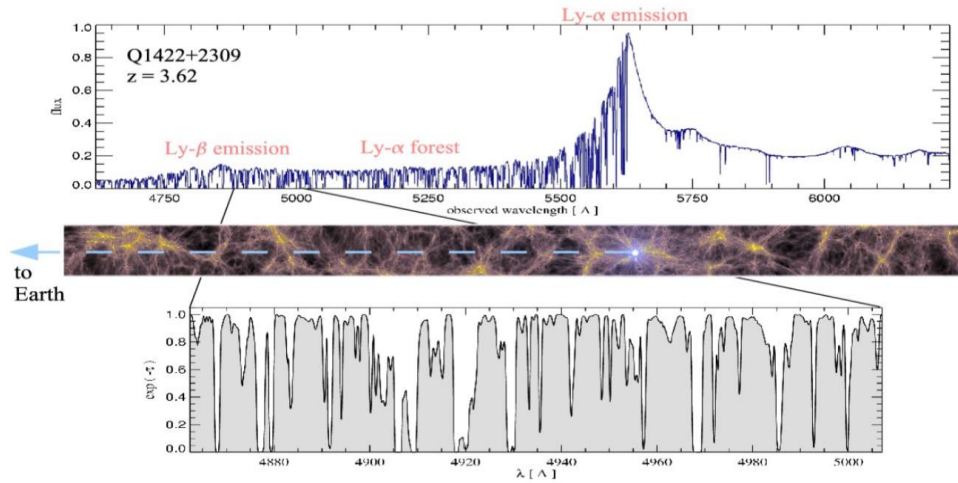 Ly-α emission
1.0
0.8
0.6
0.4
0.2
0.0
flux
Q1422+2309
z = 3.62
Ly-β emission
Ly-α forest
4750
5000
5250
5500
5750
6000
observed wavelength [ Å ]
to
Earth
1.0
0.8
0.6
0.4
0.2
0.0
exp(-τ)
4880
4900
4920
4940
4960
4980
5000
λ [ Å ]